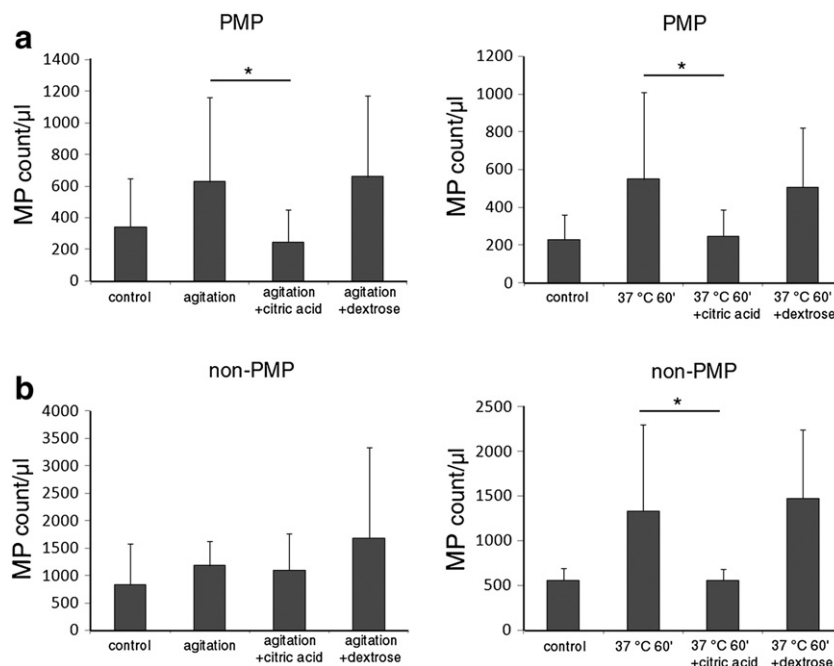 a
PMP
MP count/µl
1400
1200
1000
800
600
400
200
0
*
control
agitation
agitation
+citric acid
agitation
+dextrose
PMP
MP count/µl
1200
1000
800
600
400
200
0
*
control
37 °C 60'
37 °C 60'
+citric acid
37 °C 60'
+dextrose
b
non-PMP
MP count/µl
4000
3500
3000
2500
2000
1500
1000
500
0
control
agitation
agitation
+citric acid
agitation
+dextrose
non-PMP
MP count/µl
2500
2000
1500
1000
500
0
*
control
37 °C 60'
37 °C 60'
+citric acid
37 °C 60'
+dextrose